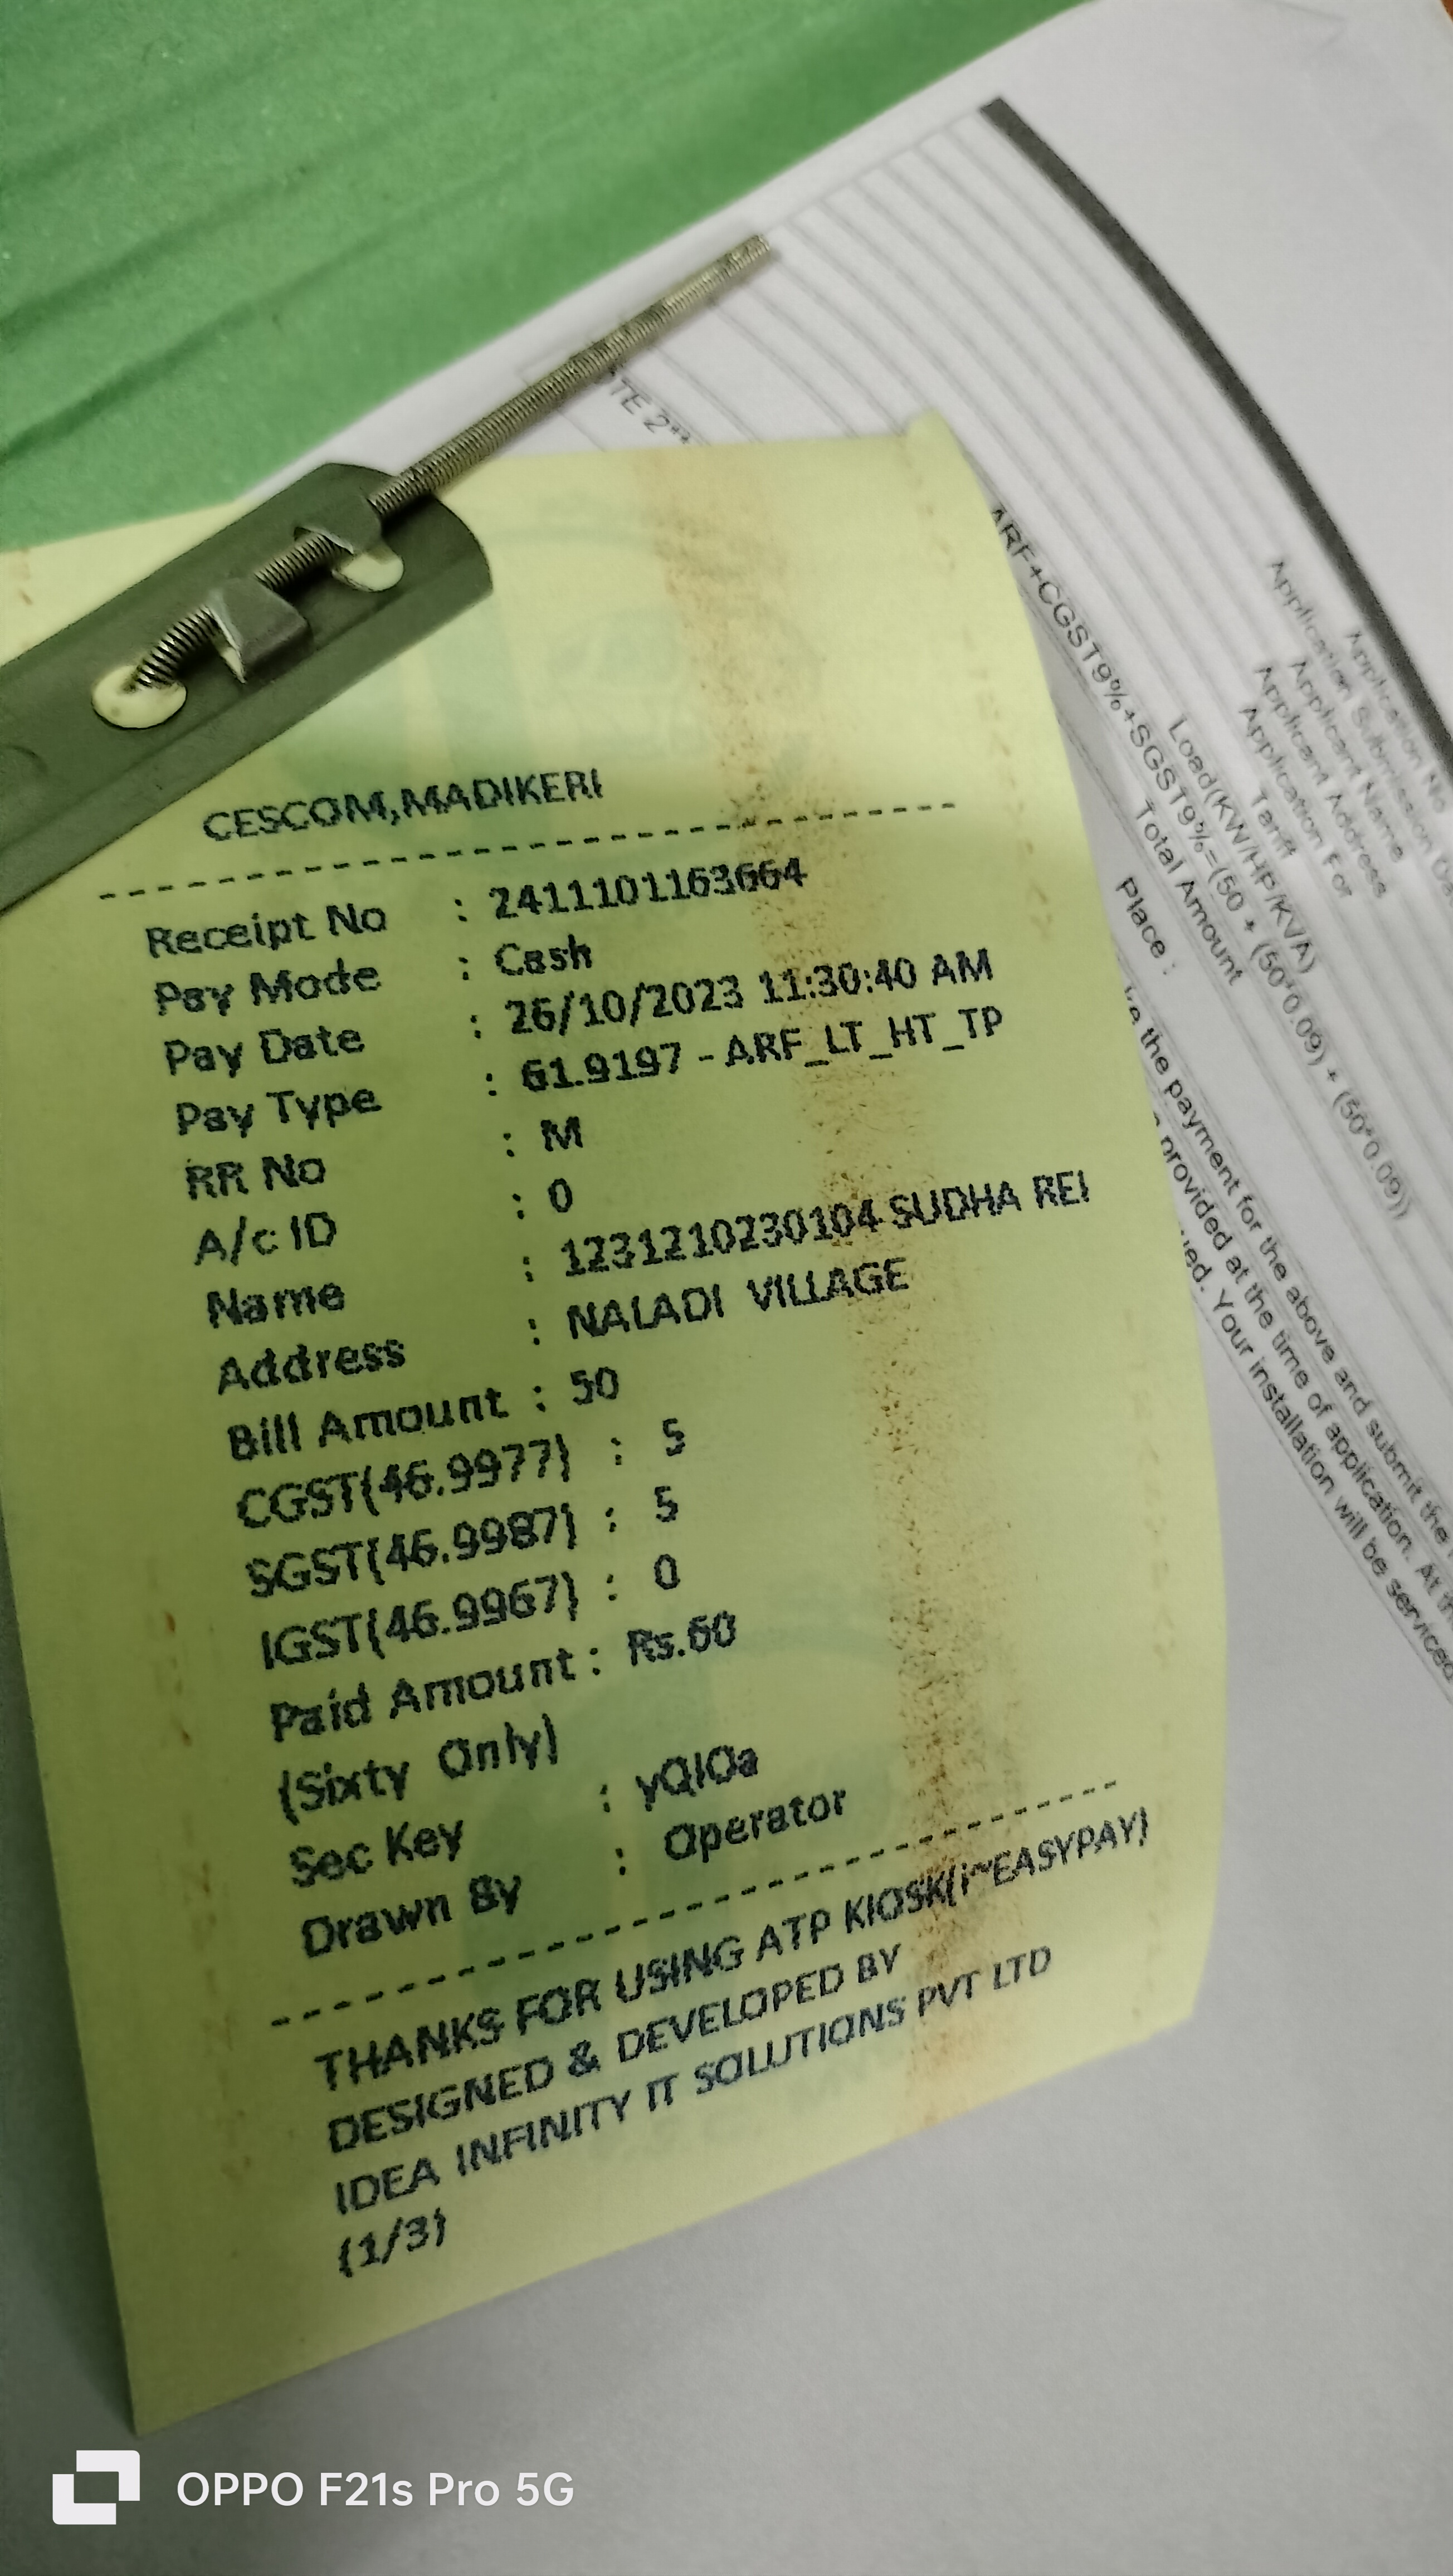 CESCOM,MADIKERI
Receipt No : 2411101163664
Pay Mode : Cash
Pay Date : 26/10/2023 11:30:40 AM
Pay Type : 61.9197 - ARF_LT_HT_TP
RR No : M
A/c ID : 0
Name : 1231210230104-SUDHA REI
Address : NALADI VILLAGE
Bill Amount : 50
CGST(46.9977) : 5
SGST(46.9987) : 5
IGST(46.9967) : 0
Paid Amount : Rs.60
(Sixty Only)
Sec Key : yQIOa
Drawn By : Operator
THANKS FOR USING ATP KIOSK(i~EASYPAY)
DESIGNED & DEVELOPED BY
IDEA INFINITY IT SOLUTIONS PVT LTD
(1/3)
Application No
Application Submission
Applicant Name
Applicant Address
Application For
Tariff
Load(KW/HP/KVA)
ARF+CGST9%+SGST9%=(50 + (50*0.09) + (50*0.09))
Total Amount
Place :
the payment for the above and submit the
provided at the time of application. At
Your installation will be serviced
OPPO F21s Pro 5G